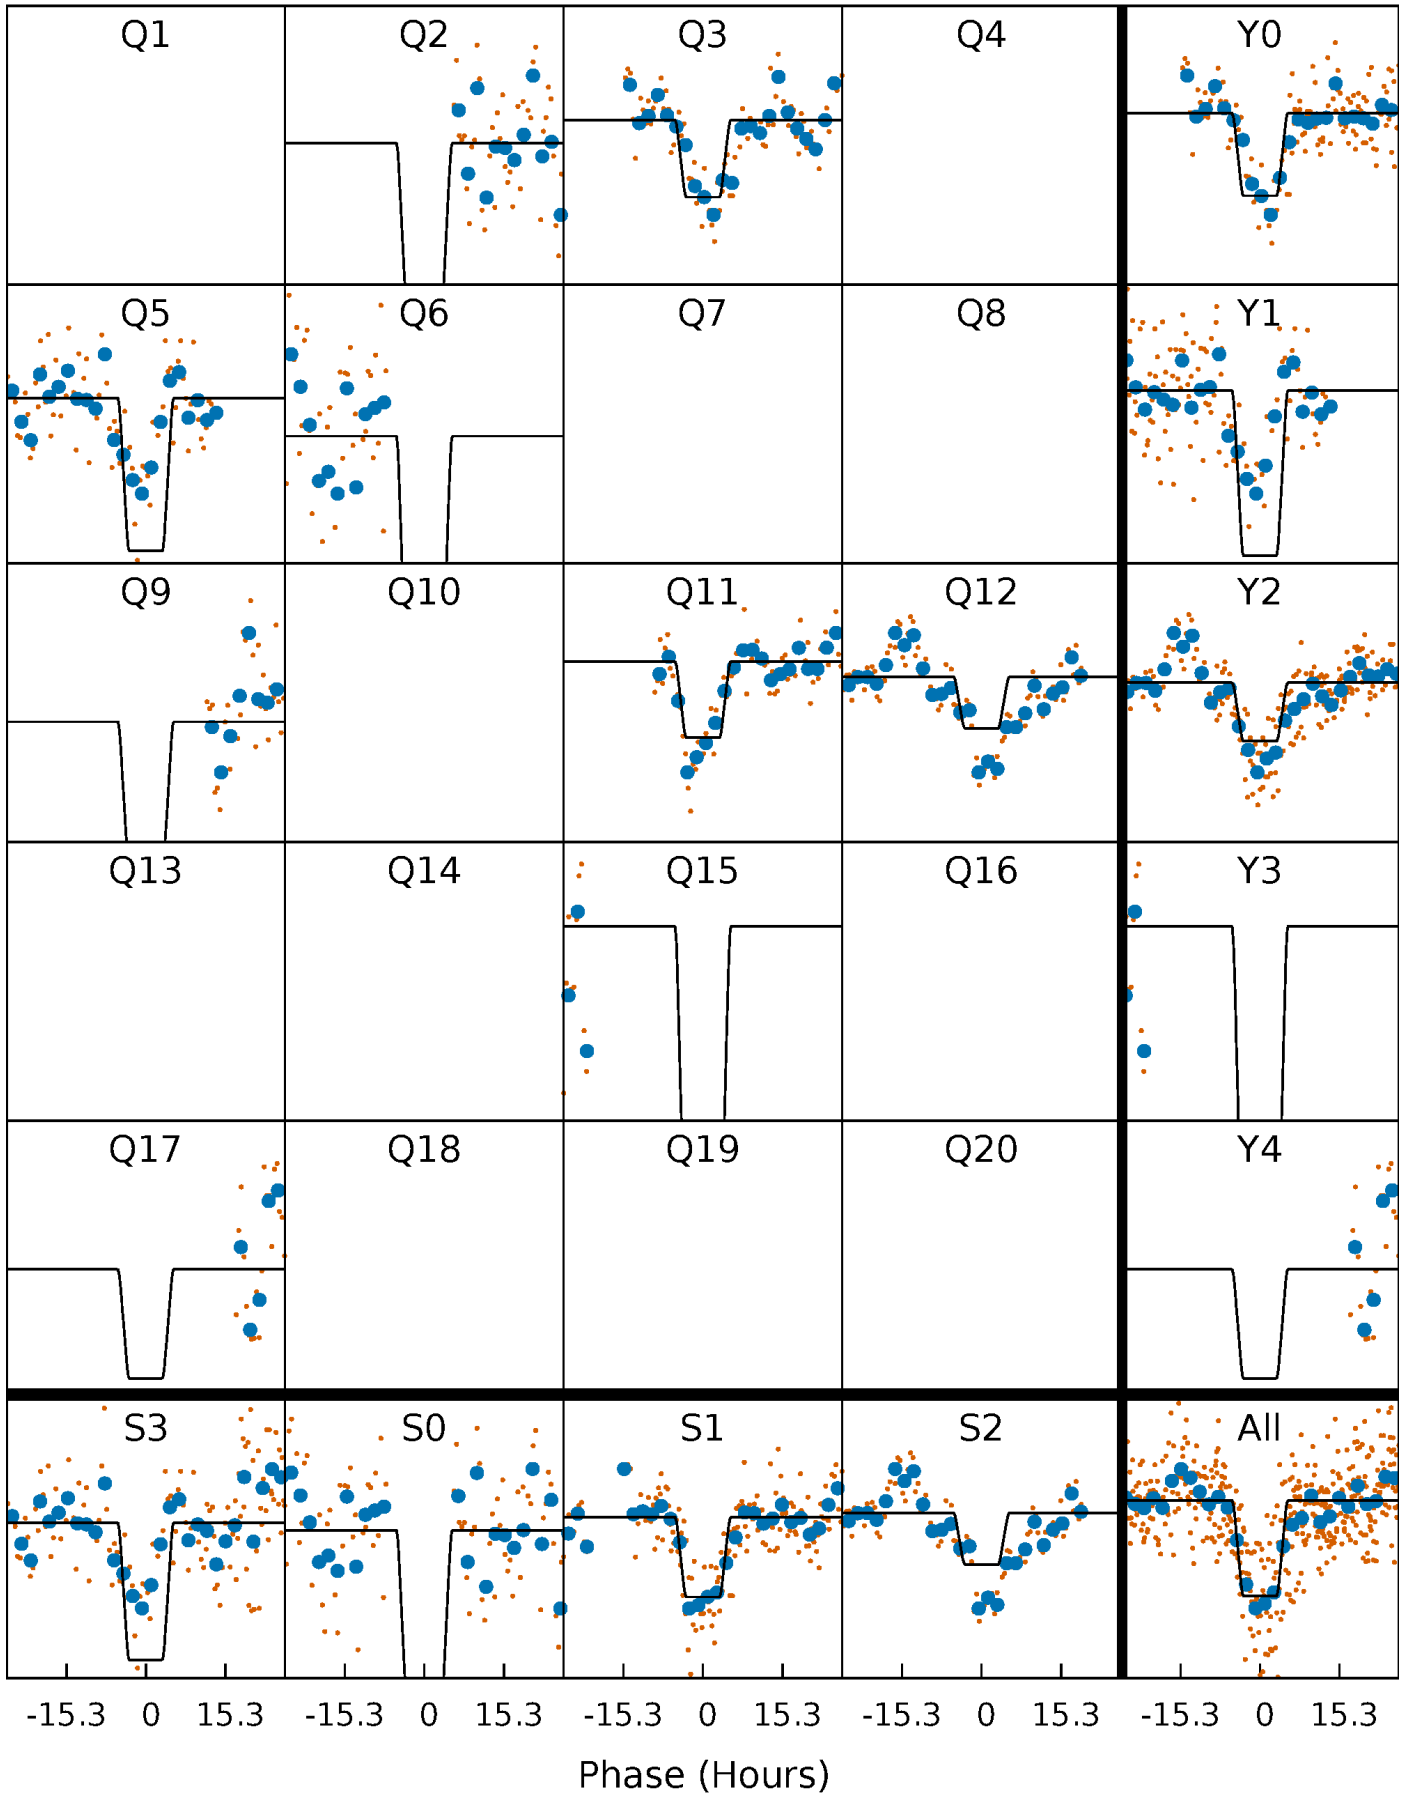 Q1 Q2 Q3 Q4 Y0
Q5 Q6 Q7 Q8 Y1
Q9 Q10 Q11 Q12 Y2
Q13 Q14 Q15 Q16 Y3
Q17 Q18 Q19 Q20 Y4
S3 S0 S1 S2 All
-15.3 0 15.3 -15.3 0 15.3 -15.3 0 15.3 -15.3 0 15.3 -15.3 0 15.3
Phase (Hours)